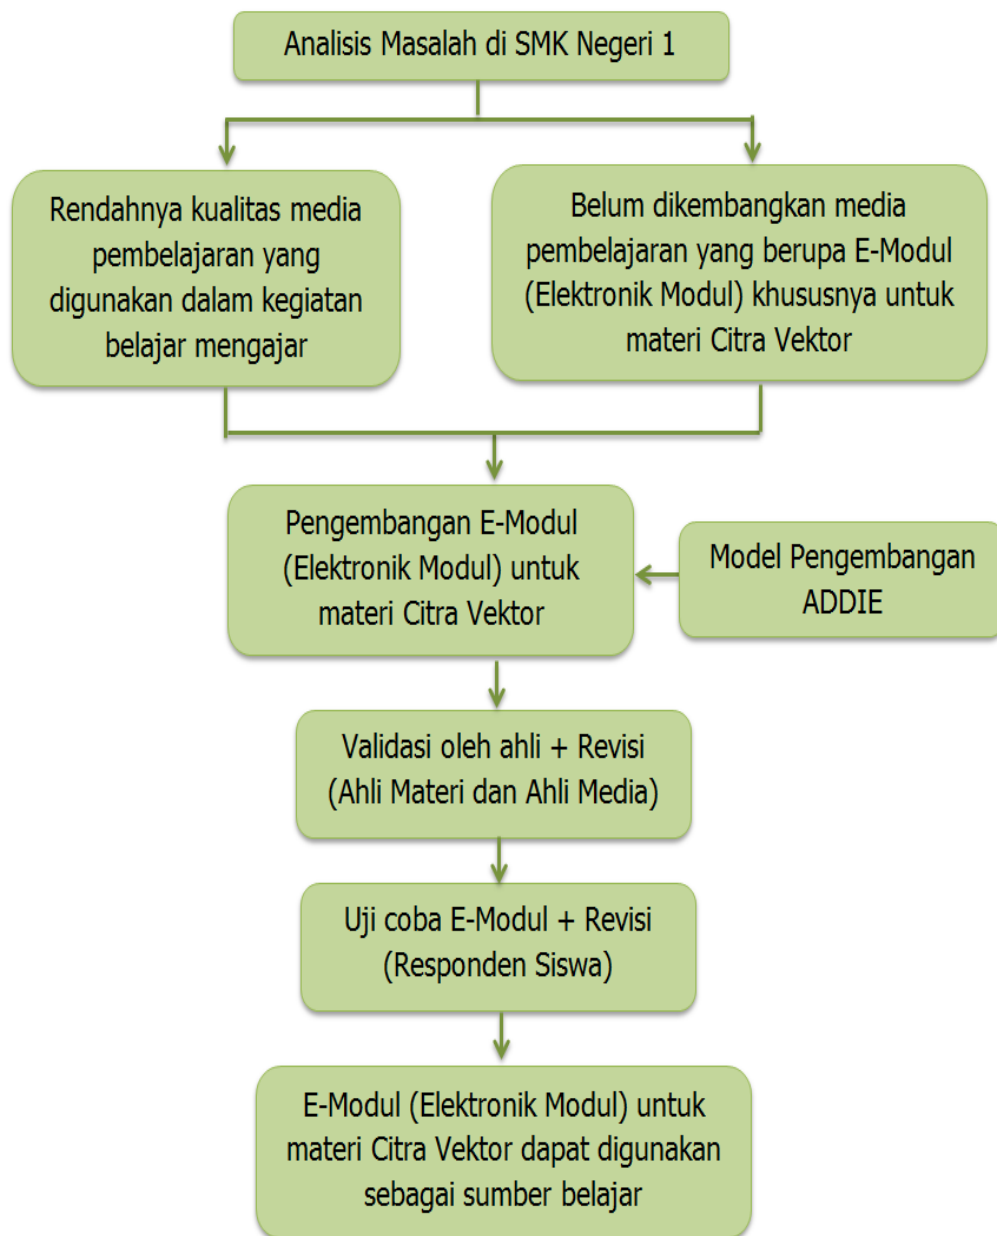 Analisis Masalah di SMK Negeri 1
Rendahnya kualitas media
pembelajaran yang
digunakan dalam kegiatan
belajar mengajar
Belum dikembangkan media
pembelajaran yang berupa E-Modul
(Elektronik Modul) khususnya untuk
materi Citra Vektor
Pengembangan E-Modul
(Elektronik Modul) untuk
materi Citra Vektor
Model Pengembangan
ADDIE
Validasi oleh ahli + Revisi
(Ahli Materi dan Ahli Media)
Uji coba E-Modul + Revisi
(Responden Siswa)
E-Modul (Elektronik Modul) untuk
materi Citra Vektor dapat digunakan
sebagai sumber belajar